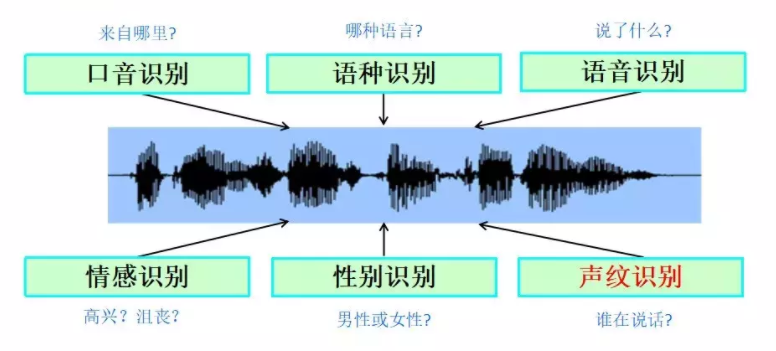 来自哪里?
哪种语言?
说了什么?
口音识别
语种识别
语音识别
情感识别
性别识别
声纹识别
高兴？沮丧？
男性或女性?
谁在说话?